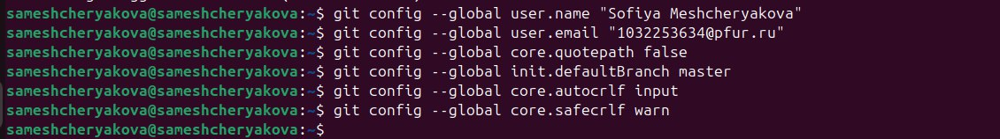 sameshcheryakova@sameshcheryakova:~$ git config --global user.name "Sofiya Meshcheryakova"
sameshcheryakova@sameshcheryakova:~$ git config --global user.email "1032253634@pfur.ru"
sameshcheryakova@sameshcheryakova:~$ git config --global core.quotepath false
sameshcheryakova@sameshcheryakova:~$ git config --global init.defaultBranch master
sameshcheryakova@sameshcheryakova:~$ git config --global core.autocrlf input
sameshcheryakova@sameshcheryakova:~$ git config --global core.safecrlf warn
sameshcheryakova@sameshcheryakova:~$